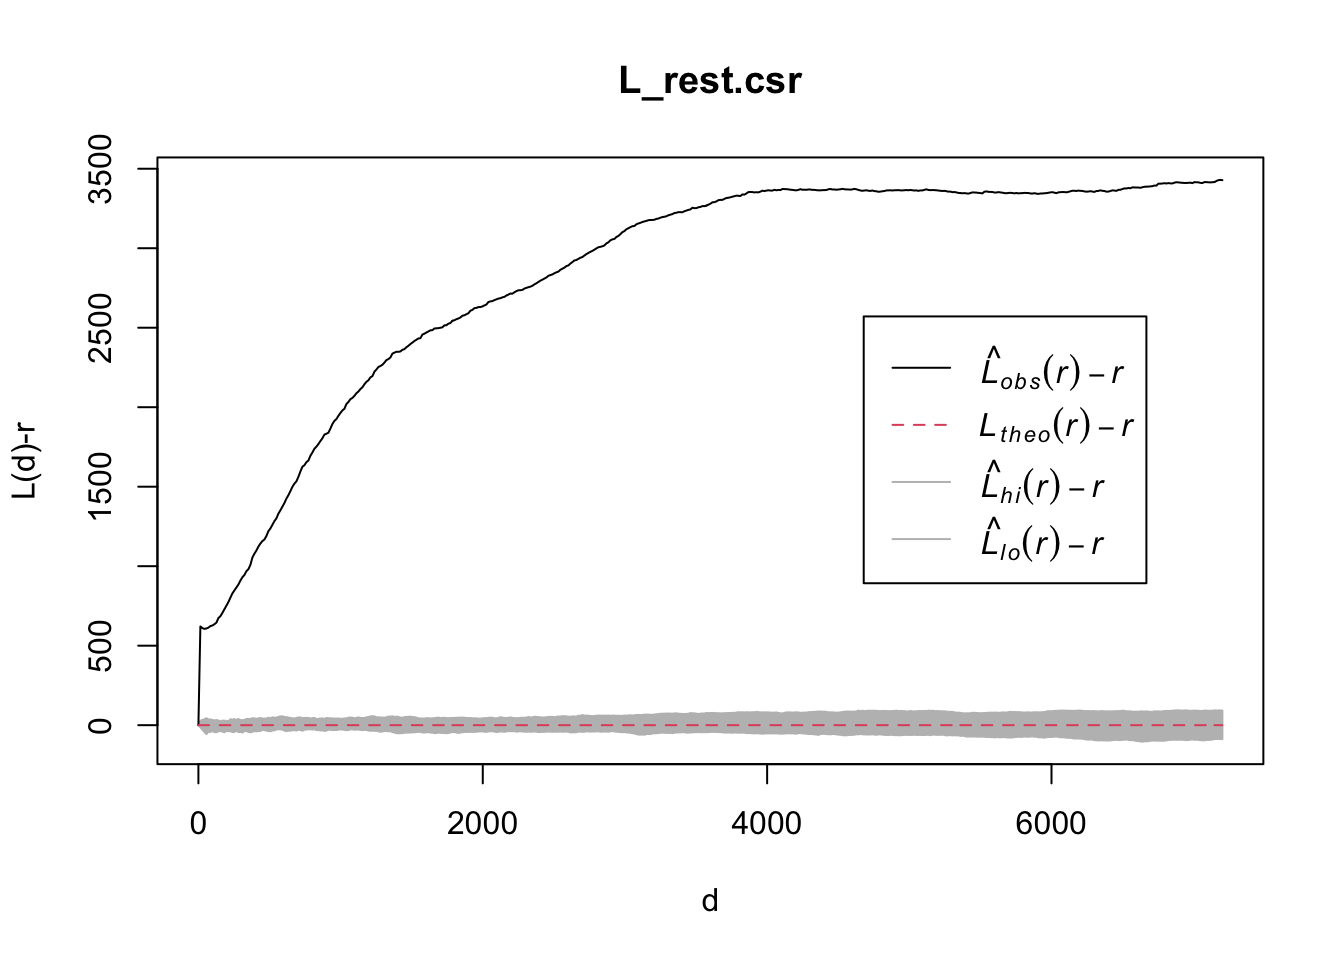 L_rest.csr
L(d)-r
3500
2500
1500
500
0
L̂obs(r) − r
Ltheo(r) − r
L̂hi(r) − r
L̂lo(r) − r
0 2000 4000 6000
d